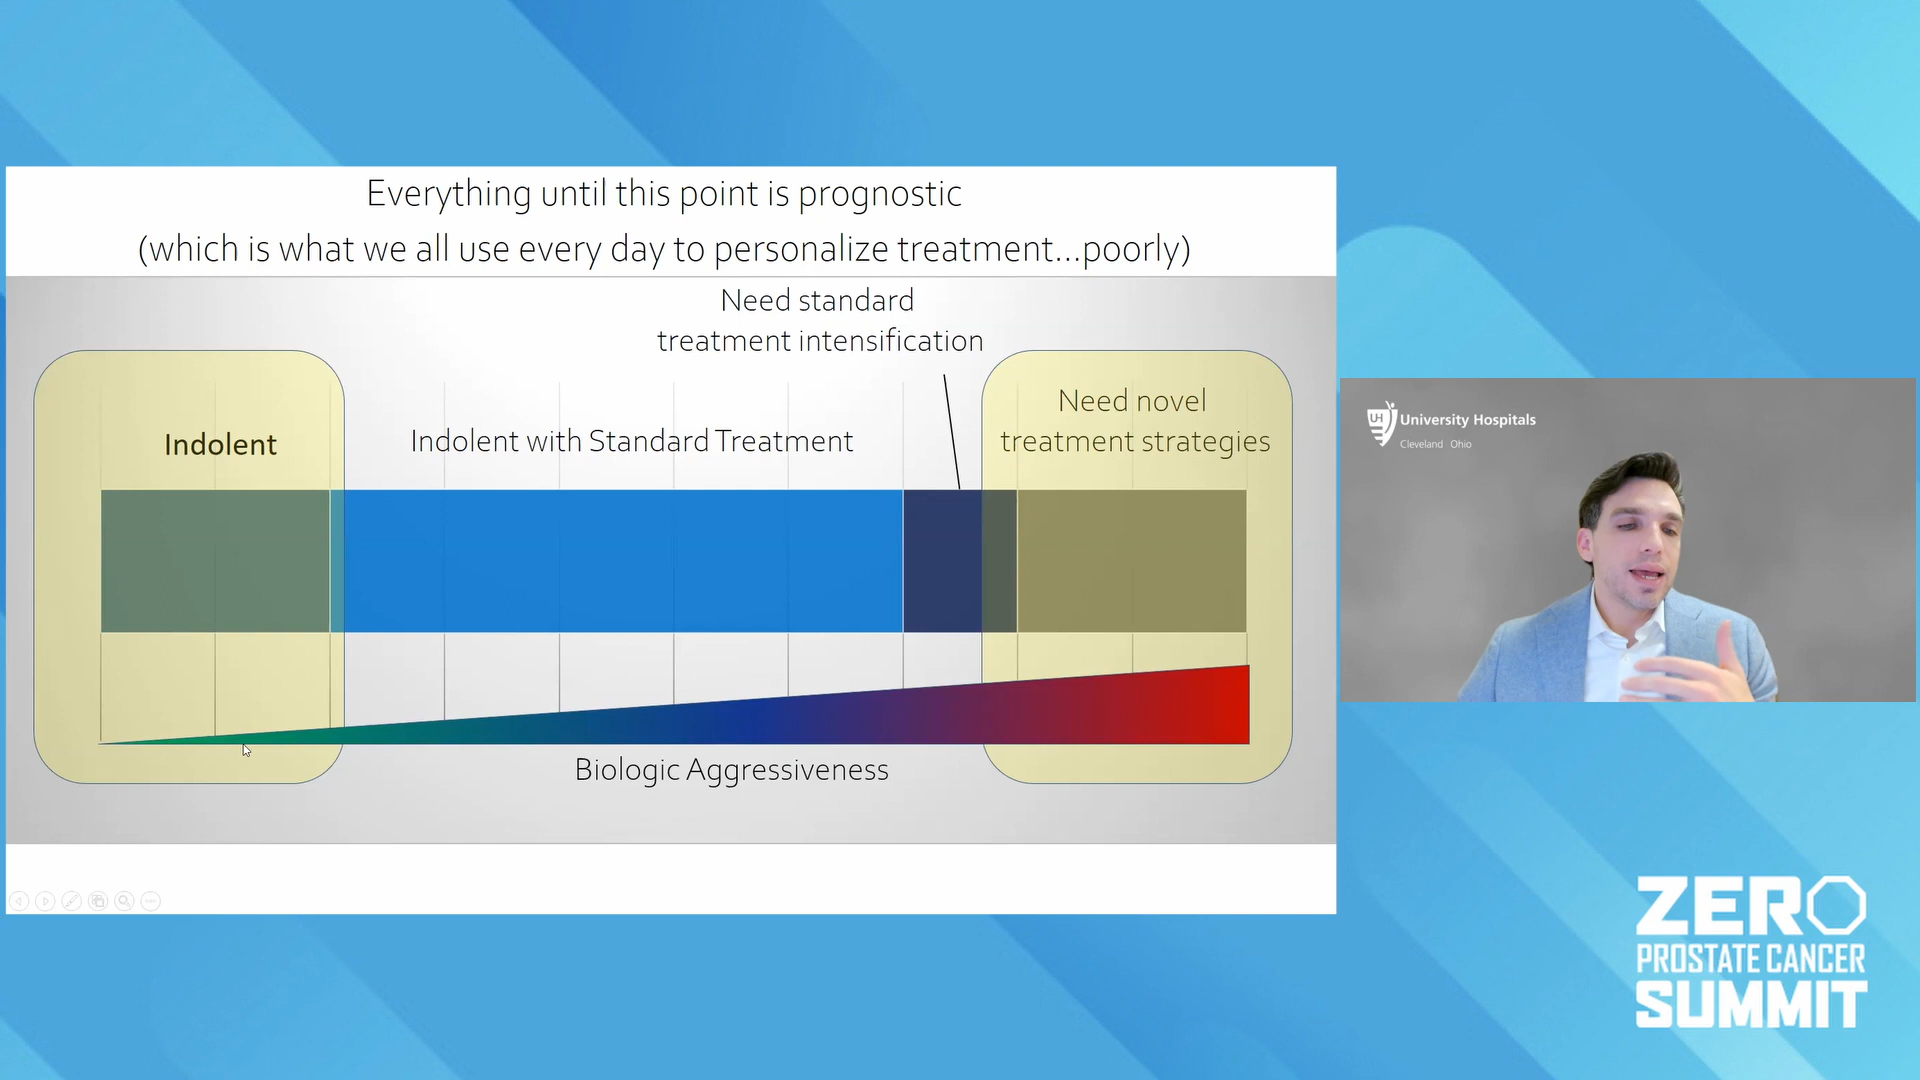 Everything until this point is prognostic
(which is what we all use every day to personalize treatment...poorly)
Need standard
treatment intensification
Need novel
treatment strategies
Indolent
Indolent with Standard Treatment
Biologic Aggressiveness
UH
University Hospitals
Cleveland Ohio
ZERO
PROSTATE CANCER
SUMMIT